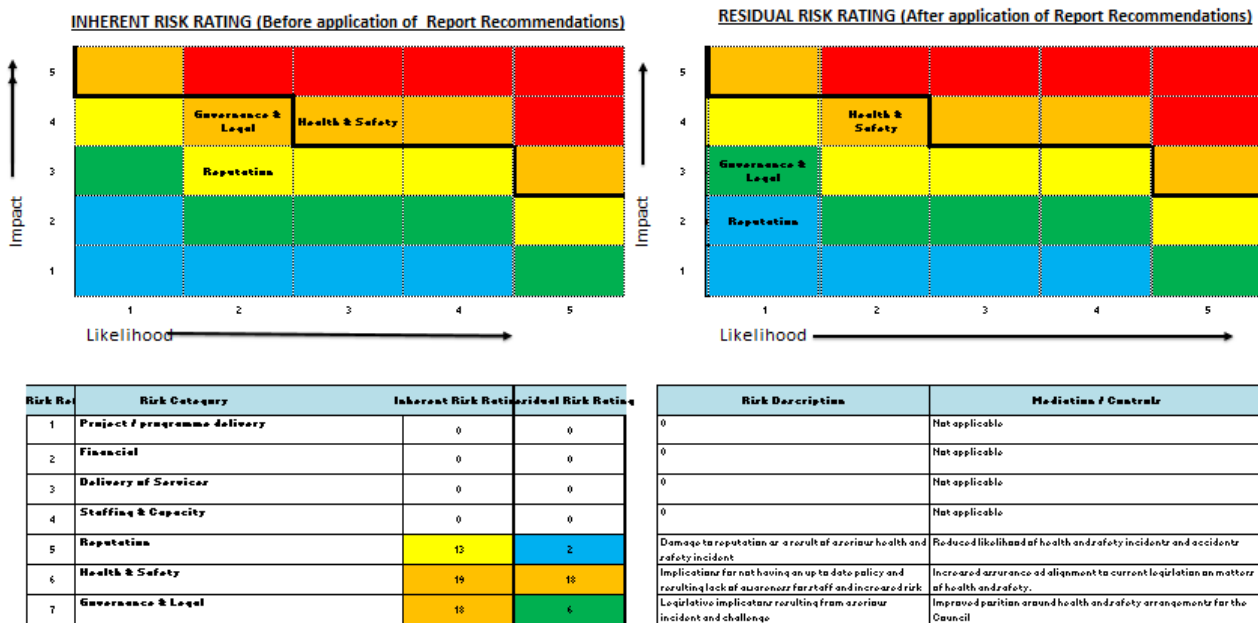 INHERENT RISK RATING (Before application of Report Recommendations)
RESIDUAL RISK RATING (After application of Report Recommendations)
5
4
3
2
1
Governance &
Legal
Health & Safety
Reputation
Impact
1
2
3
4
5
Likelihood
5
4
3
2
1
Health &
Safety
Governance &
Legal
Reputation
Impact
1
2
3
4
5
Likelihood
Risk Ref Risk Category Inherent Risk Rating Residual Risk Rating
1 Project / programme delivery 0 0
2 Financial 0 0
3 Delivery of Services 0 0
4 Staffing & Capacity 0 0
5 Reputation 13 2
6 Health & Safety 19 18
7 Governance & Legal 18 6
Risk Description Mediation / Controls
0 Not applicable
0 Not applicable
0 Not applicable
0 Not applicable
Damage to reputation as a result of a serious health and Reduced likelihood of health and safety incidents and accidents
safety incident
Implications for not having an up to date policy and Increased assurance ad alignment to current legislation on matters
resulting lack of awareness for staff and increased risk of health and safety.
Legislative implicatons resulting from a serious Improved position around health and safety arrangements for the
incident and challenge Council